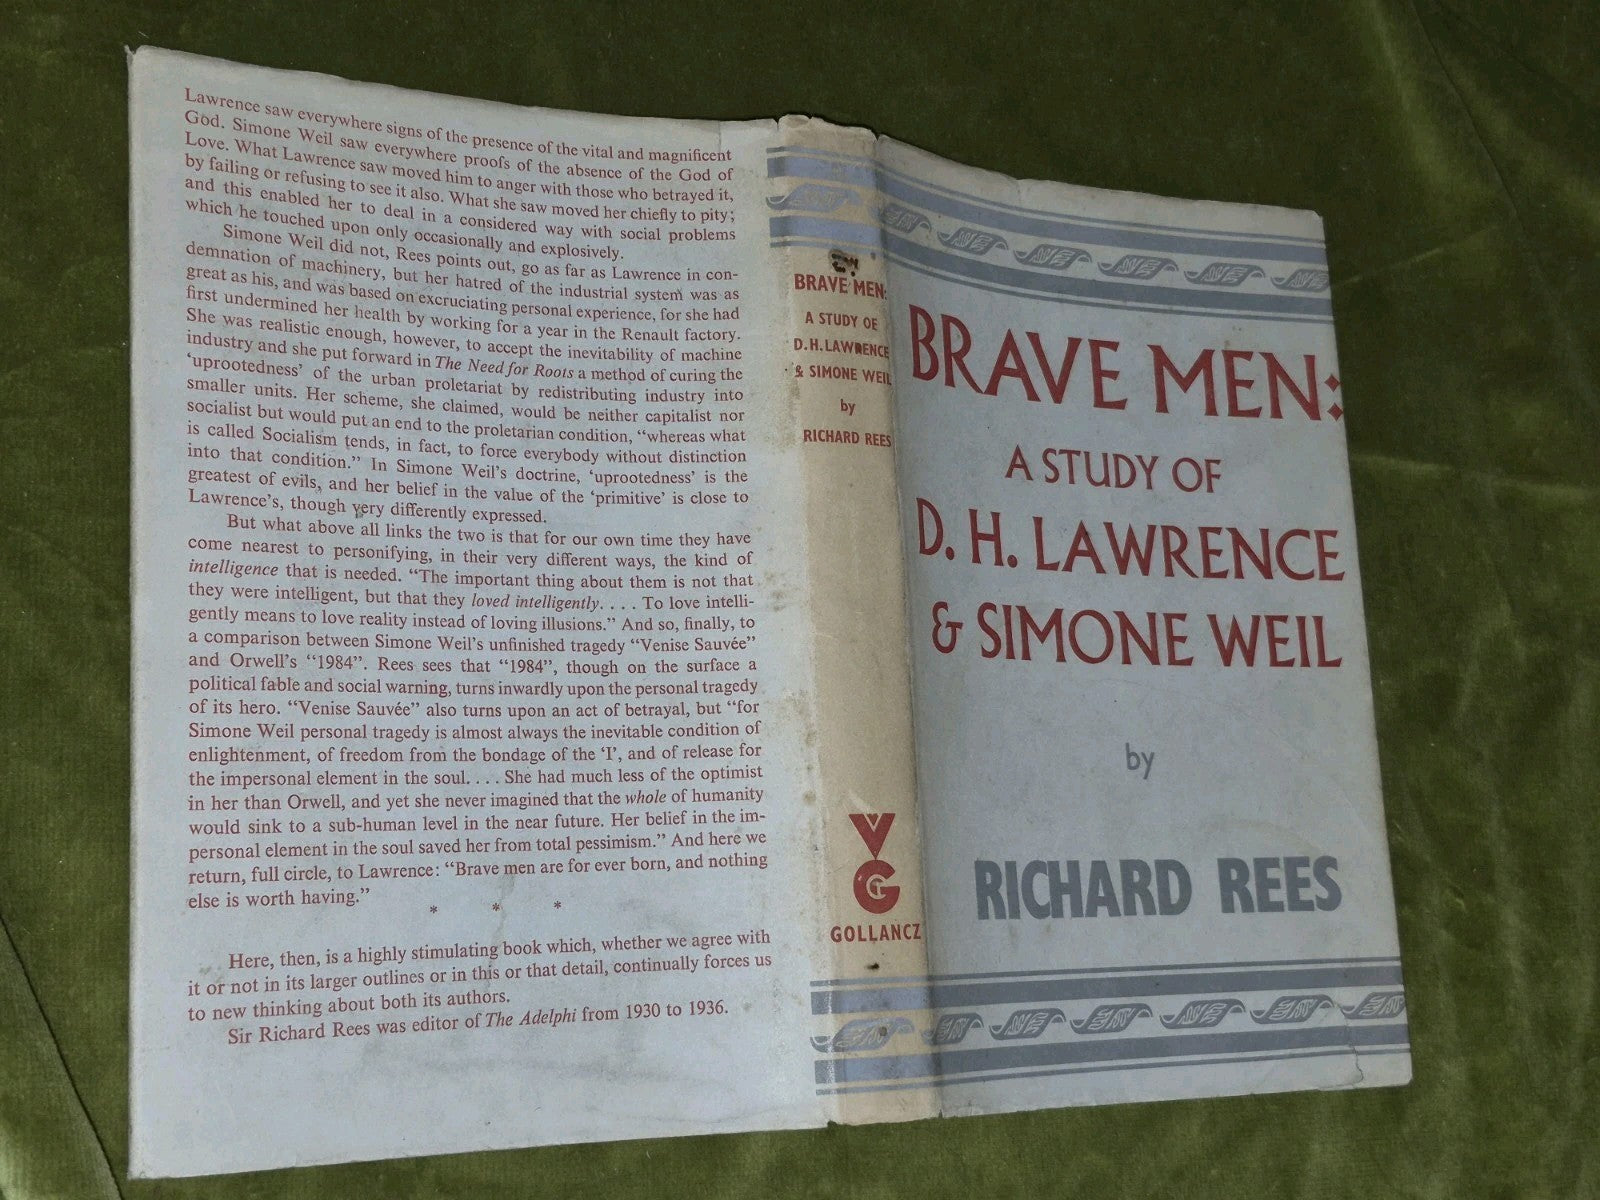 Lawrence saw everywhere signs of the presence of the vital and magnificent
God. Simone Weil saw everywhere proofs of the absence of the God of
Love. What Lawrence saw moved him to anger with those who betrayed it,
by failing or refusing to see it also. What she saw moved her chiefly to pity;
and this enabled her to deal in a considered way with social problems
which he touched upon only occasionally and explosively.
Simone Weil did not, Rees points out, go as far as Lawrence in con-
demnation of machinery, but her hatred of the industrial system was as
great as his, and was based on excruciating personal experience, for she had
first undermined her health by working for a year in the Renault factory.
She was realistic enough, however, to accept the inevitability of machine
industry and she put forward in The Need for Roots a method of curing the
'uprootedness' of the urban proletariat by redistributing industry into
smaller units. Her scheme, she claimed, would be neither capitalist nor
socialist but would put an end to the proletarian condition, "whereas what
is called Socialism tends, in fact, to force everybody without distinction
into that condition." In Simone Weil's doctrine, 'uprootedness' is the
greatest of evils, and her belief in the value of the 'primitive' is close to
Lawrence's, though very differently expressed.
But what above all links the two is that for our own time they have
come nearest to personifying, in their very different ways, the kind of
intelligence that is needed. "The important thing about them is not that
they were intelligent, but that they loved intelligently. . . . To love intelli-
gently means to love reality instead of loving illusions." And so, finally, to
a comparison between Simone Weil's unfinished tragedy "Venise Sauvée"
and Orwell's "1984". Rees sees that "1984", though on the surface a
political fable and social warning, turns inwardly upon the personal tragedy
of its hero. "Venise Sauvée" also turns upon an act of betrayal, but "for
Simone Weil personal tragedy is almost always the inevitable condition of
enlightenment, of freedom from the bondage of the 'I', and of release for
the impersonal element in the soul. . . . She had much less of the optimist
in her than Orwell, and yet she never imagined that the whole of humanity
would sink to a sub-human level in the near future. Her belief in the im-
personal element in the soul saved her from total pessimism." And here we
return, full circle, to Lawrence: "Brave men are for ever born, and nothing
else is worth having."
* * *
Here, then, is a highly stimulating book which, whether we agree with
it or not in its larger outlines or in this or that detail, continually forces us
to new thinking about both its authors.
Sir Richard Rees was editor of The Adelphi from 1930 to 1936.
BRAVE MEN:
A STUDY OF
D. H. LAWRENCE
& SIMONE WEIL
by
RICHARD REES
VG
GOLLANCZ
BRAVE MEN:
A STUDY OF
D. H. LAWRENCE
& SIMONE WEIL
by
RICHARD REES